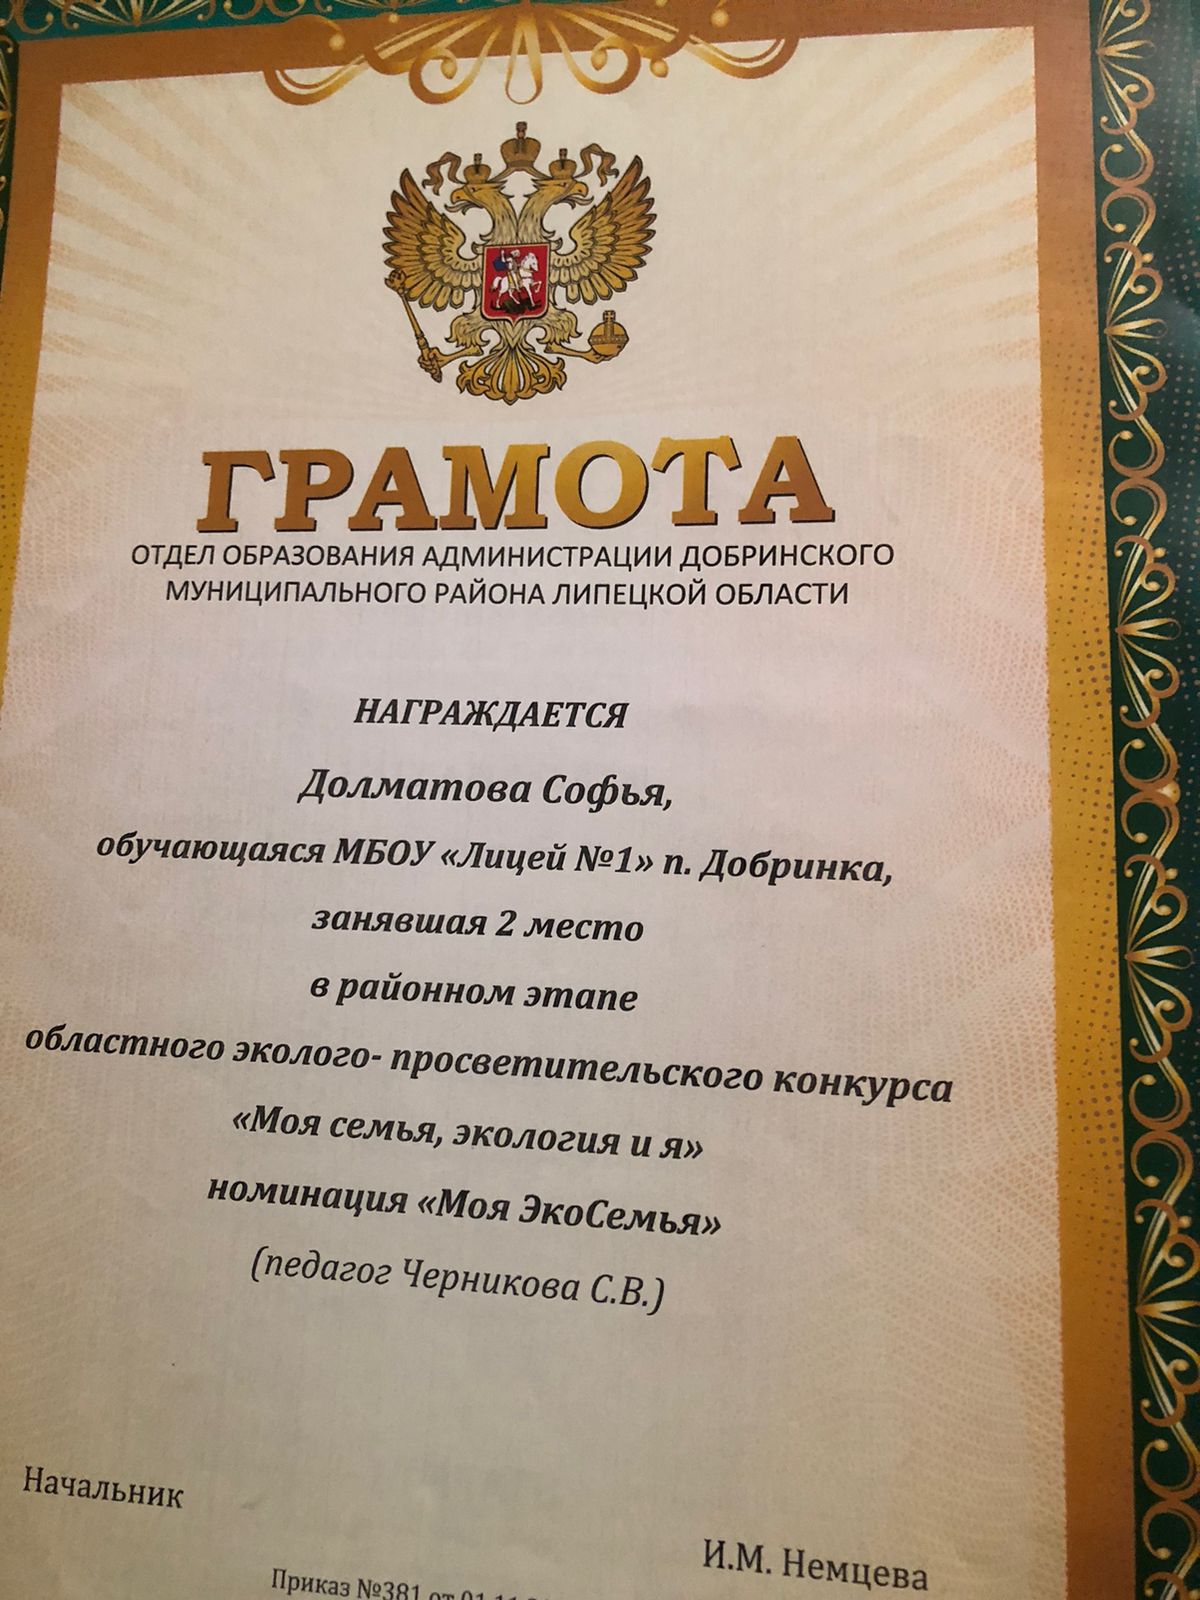 ГРАМОТА
ОТДЕЛ ОБРАЗОВАНИЯ АДМИНИСТРАЦИИ ДОБРИНСКОГО
МУНИЦИПАЛЬНОГО РАЙОНА ЛИПЕЦКОЙ ОБЛАСТИ
НАГРАЖДАЕТСЯ
Долматова Софья,
обучающаяся МБОУ «Лицей №1» п. Добринка,
занявшая 2 место
в районном этапе
областного эколого- просветительского конкурса
«Моя семья, экология и я»
номинация «Моя ЭкоСемья»
(педагог Черникова С.В.)
Начальник
И.М. Немцева
Приказ №381 от